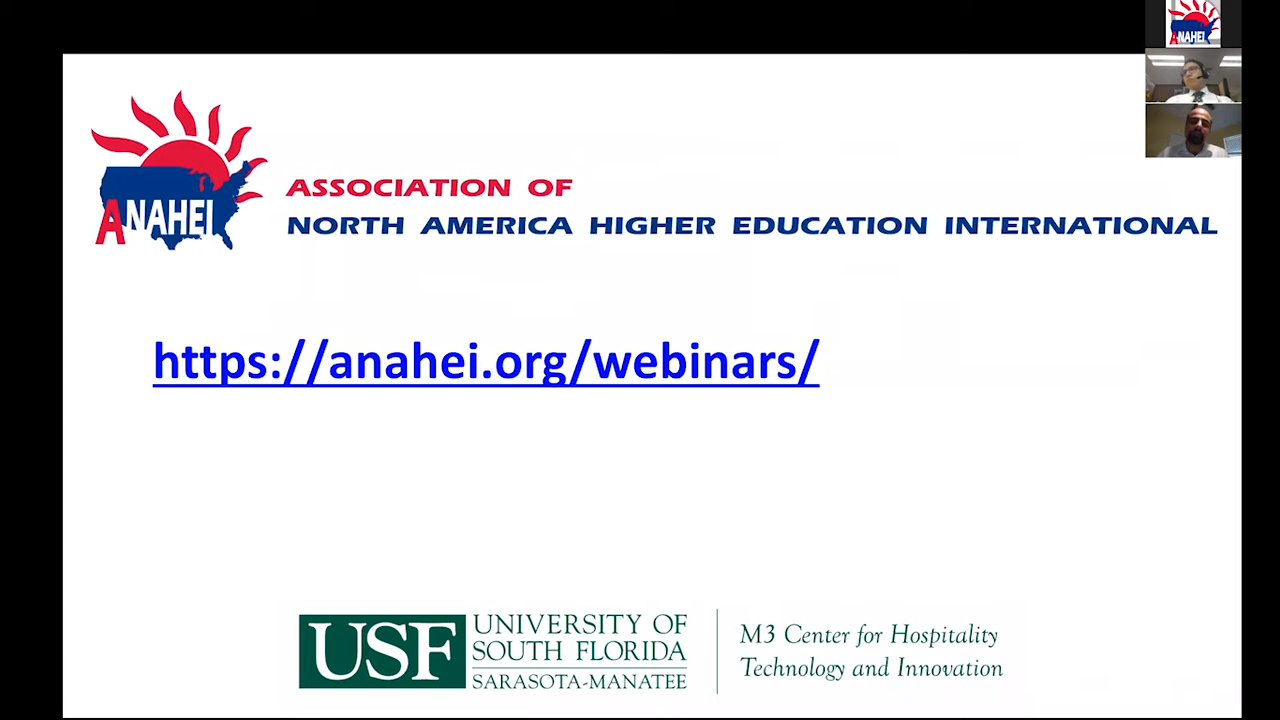 ANAHEI
ANAHEI
ASSOCIATION OF
NORTH AMERICA HIGHER EDUCATION INTERNATIONAL
https://anahei.org/webinars/
USF
UNIVERSITY OF
SOUTH FLORIDA
SARASOTA-MANATEE
M3 Center for Hospitality
Technology and Innovation